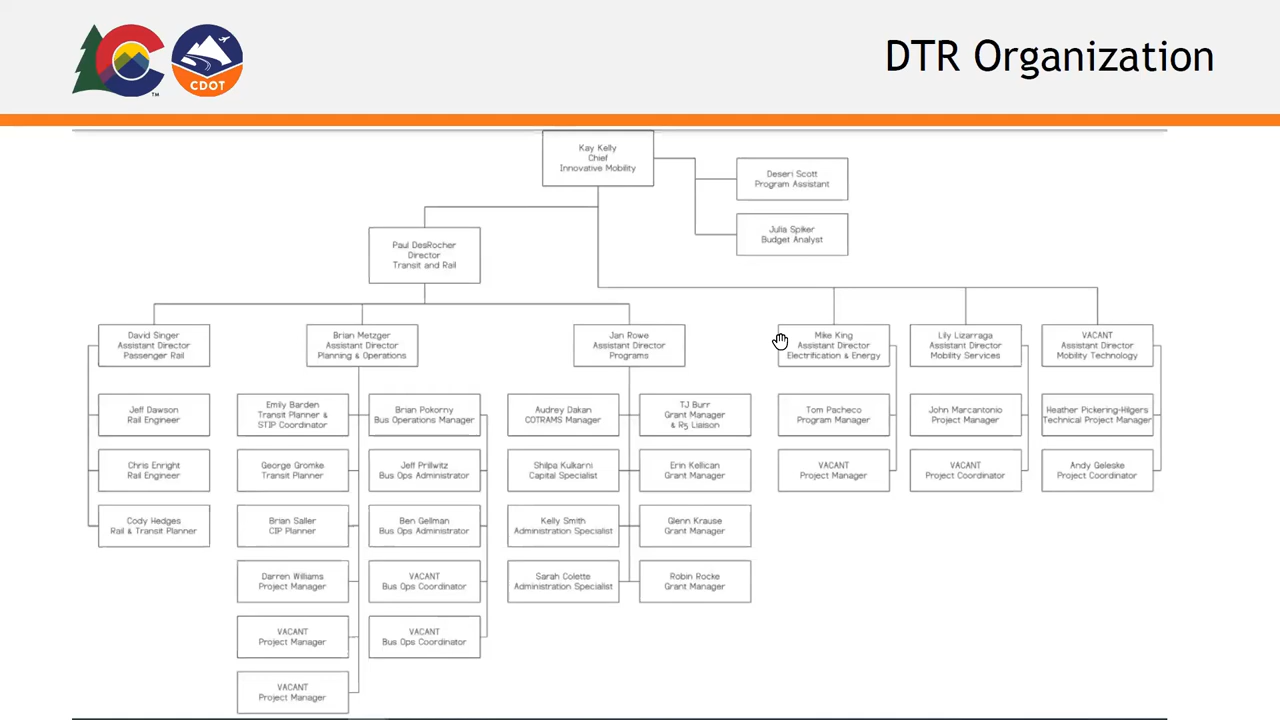 DTR Organization
TM
CDOT
Kay Kelly
Chief
Innovative Mobility
Deseri Scott
Program Assistant
Julia Spiker
Budget Analyst
Paul DesRocher
Director
Transit and Rail
David Singer
Assistant Director
Passenger Rail
Brian Metzger
Assistant Director
Planning & Operations
Jan Rowe
Assistant Director
Programs
Mike King
Assistant Director
Electrification & Energy
Lily Lizarraga
Assistant Director
Mobility Services
VACANT
Assistant Director
Mobility Technology
Jeff Dawson
Rail Engineer
Chris Enright
Rail Engineer
Cody Hedges
Rail & Transit Planner
Emily Barden
Transit Planner &
STIP Coordinator
George Gromke
Transit Planner
Brian Saller
CIP Planner
Darren Williams
Project Manager
VACANT
Project Manager
VACANT
Project Manager
Brian Pokorny
Bus Operations Manager
Jeff Prillwitz
Bus Ops Administrator
Ben Gellman
Bus Ops Administrator
VACANT
Bus Ops Coordinator
VACANT
Bus Ops Coordinator
Audrey Dakan
COTRAMS Manager
Shilpa Kulkarni
Capital Specialist
Kelly Smith
Administration Specialist
Sarah Colette
Administration Specialist
TJ Burr
Grant Manager
& R5 Liaison
Erin Kellican
Grant Manager
Glenn Krause
Grant Manager
Robin Rocke
Grant Manager
Tom Pacheco
Program Manager
VACANT
Project Manager
John Marcantonio
Project Manager
VACANT
Project Coordinator
Heather Pickering-Hilgers
Technical Project Manager
Andy Geleske
Project Coordinator